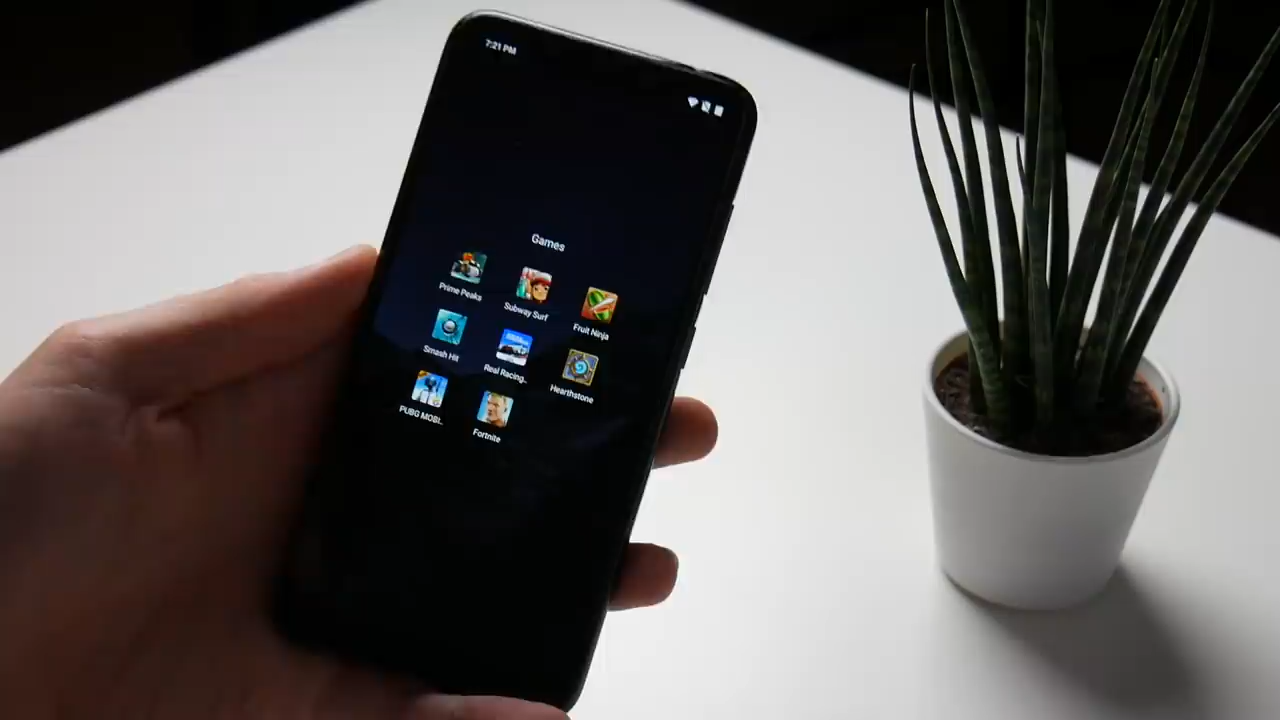 7:21 PM
Games
Prime Peaks
Subway Surf
Fruit Ninja
Smash Hit
Real Racing..
Hearthstone
PUBG MOBI..
Fortnite